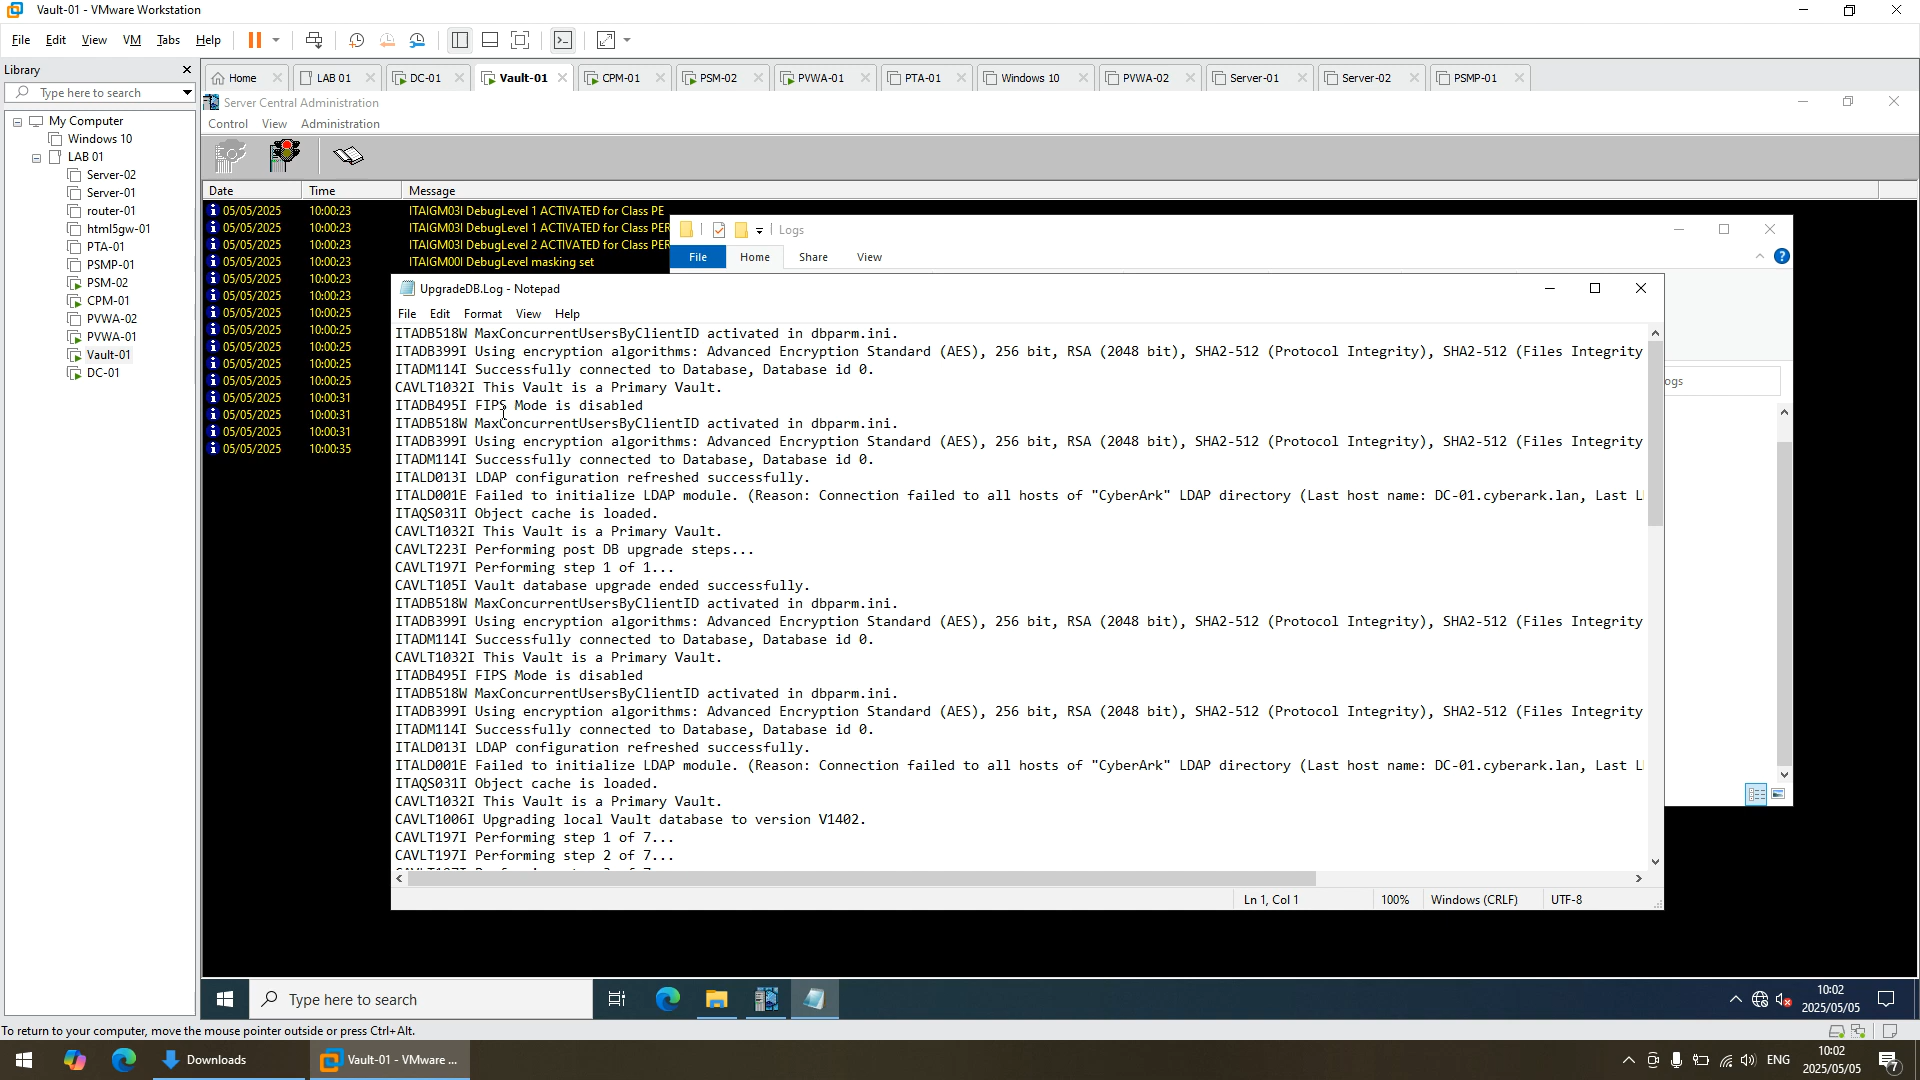 Vault-01 - VMware Workstation
File Edit View VM Tabs Help
Library
Type here to search
My Computer
Windows 10
LAB 01
Server-02
Server-01
router-01
html5gw-01
PTA-01
PSMP-01
PSM-02
CPM-01
PVWA-02
PVWA-01
Vault-01
DC-01
Home LAB 01 DC-01 Vault-01 CPM-01 PSM-02 PVWA-01 PTA-01 Windows 10 PVWA-02 Server-01 Server-02 PSMP-01
Server Central Administration
Control View Administration
Date Time Message
05/05/2025 10:00:23 ITAIGM03I DebugLevel 1 ACTIVATED for Class PE
05/05/2025 10:00:23 ITAIGM03I DebugLevel 1 ACTIVATED for Class PER
05/05/2025 10:00:23 ITAIGM03I DebugLevel 2 ACTIVATED for Class PER
05/05/2025 10:00:23 ITAIGM00I DebugLevel masking set
05/05/2025 10:00:23
05/05/2025 10:00:23
05/05/2025 10:00:25
05/05/2025 10:00:25
05/05/2025 10:00:25
05/05/2025 10:00:25
05/05/2025 10:00:25
05/05/2025 10:00:31
05/05/2025 10:00:31
05/05/2025 10:00:31
05/05/2025 10:00:35
Logs
File Home Share View
ogs
UpgradeDB.Log - Notepad
File Edit Format View Help
ITADB518W MaxConcurrentUsersByClientID activated in dbparm.ini.
ITADB399I Using encryption algorithms: Advanced Encryption Standard (AES), 256 bit, RSA (2048 bit), SHA2-512 (Protocol Integrity), SHA2-512 (Files Integrity
ITADM114I Successfully connected to Database, Database id 0.
CAVLT1032I This Vault is a Primary Vault.
ITADB495I FIPS Mode is disabled
ITADB518W MaxConcurrentUsersByClientID activated in dbparm.ini.
ITADB399I Using encryption algorithms: Advanced Encryption Standard (AES), 256 bit, RSA (2048 bit), SHA2-512 (Protocol Integrity), SHA2-512 (Files Integrity
ITADM114I Successfully connected to Database, Database id 0.
ITALD013I LDAP configuration refreshed successfully.
ITALD001E Failed to initialize LDAP module. (Reason: Connection failed to all hosts of "CyberArk" LDAP directory (Last host name: DC-01.cyberark.lan, Last L
ITAQS031I Object cache is loaded.
CAVLT1032I This Vault is a Primary Vault.
CAVLT223I Performing post DB upgrade steps...
CAVLT197I Performing step 1 of 1...
CAVLT105I Vault database upgrade ended successfully.
ITADB518W MaxConcurrentUsersByClientID activated in dbparm.ini.
ITADB399I Using encryption algorithms: Advanced Encryption Standard (AES), 256 bit, RSA (2048 bit), SHA2-512 (Protocol Integrity), SHA2-512 (Files Integrity
ITADM114I Successfully connected to Database, Database id 0.
CAVLT1032I This Vault is a Primary Vault.
ITADB495I FIPS Mode is disabled
ITADB518W MaxConcurrentUsersByClientID activated in dbparm.ini.
ITADB399I Using encryption algorithms: Advanced Encryption Standard (AES), 256 bit, RSA (2048 bit), SHA2-512 (Protocol Integrity), SHA2-512 (Files Integrity
ITADM114I Successfully connected to Database, Database id 0.
ITALD013I LDAP configuration refreshed successfully.
ITALD001E Failed to initialize LDAP module. (Reason: Connection failed to all hosts of "CyberArk" LDAP directory (Last host name: DC-01.cyberark.lan, Last L
ITAQS031I Object cache is loaded.
CAVLT1032I This Vault is a Primary Vault.
CAVLT1006I Upgrading local Vault database to version V1402.
CAVLT197I Performing step 1 of 7...
CAVLT197I Performing step 2 of 7...
Ln 1, Col 1 100% Windows (CRLF) UTF-8
Type here to search
10:02
2025/05/05
To return to your computer, move the mouse pointer outside or press Ctrl+Alt.
Downloads
Vault-01 - VMware ...
ENG
10:02
2025/05/05
7